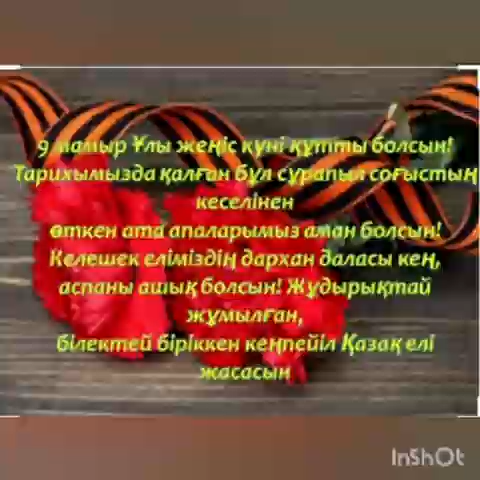 9 мамыр Ұлы жеңіс күні құтты болсын!
Тарихымызда қалған бұл сұрапыл соғыстың
кеселінен
өткен ата апаларымыз аман болсын!
Келешек еліміздің дархан даласы кең,
аспаны ашық болсын! Жұдырықтай
жұмылған,
білектей біріккен кеңпейіл Қазақ елі
жасасын
InShOt